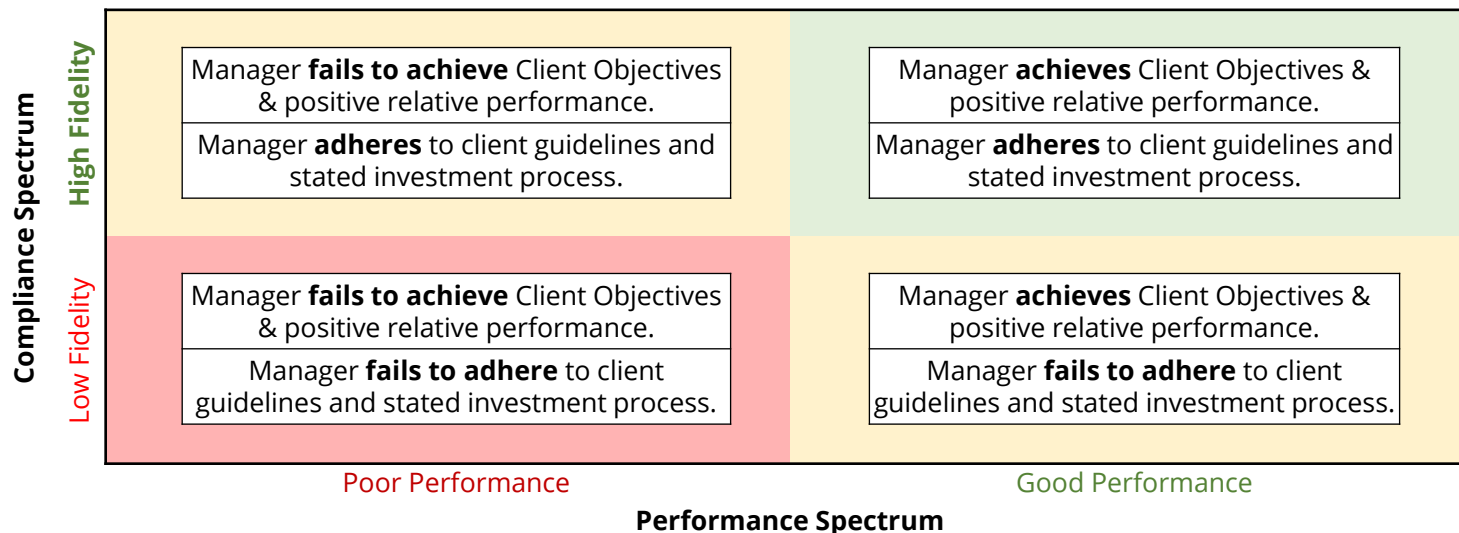 Compliance Spectrum
High Fidelity
Manager fails to achieve Client Objectives
& positive relative performance.
Manager adheres to client guidelines and
stated investment process.
Manager achieves Client Objectives &
positive relative performance.
Manager adheres to client guidelines and
stated investment process.
Low Fidelity
Manager fails to achieve Client Objectives
& positive relative performance.
Manager fails to adhere to client
guidelines and stated investment process.
Manager achieves Client Objectives &
positive relative performance.
Manager fails to adhere to client
guidelines and stated investment process.
Poor Performance
Good Performance
Performance Spectrum